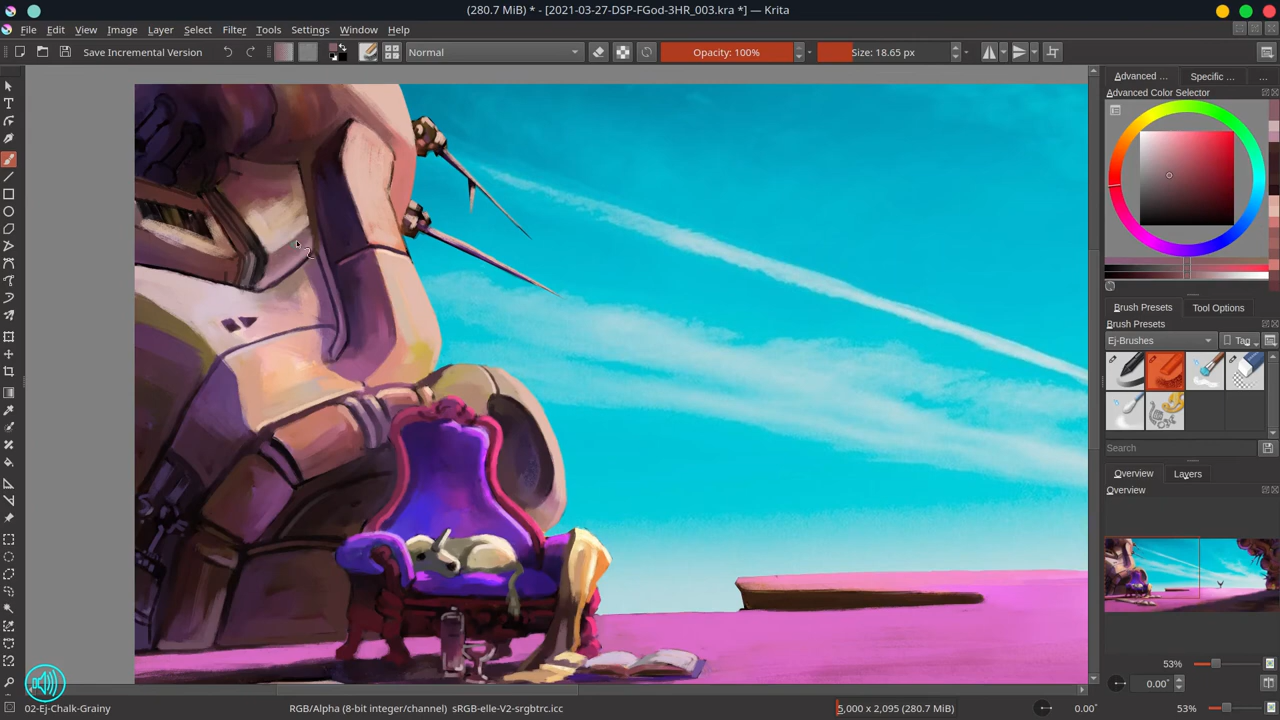 (280.7 MiB) * - [2021-03-27-DSP-FGod-3HR_003.kra *] — Krita
File Edit View Image Layer Select Filter Tools Settings Window Help
Save Incremental Version Normal Opacity: 100% Size: 18.65 px
Advanced ... Specific ... ...
Advanced Color Selector
Brush Presets Tool Options
Brush Presets
Ej-Brushes Tag
Search
Overview Layers
Overview
53%
0.00°
02-Ej-Chalk-Grainy RGB/Alpha (8-bit integer/channel) sRGB-elle-V2-srgbtrc.icc 5,000 x 2,095 (280.7 MiB) 0.00° 53%